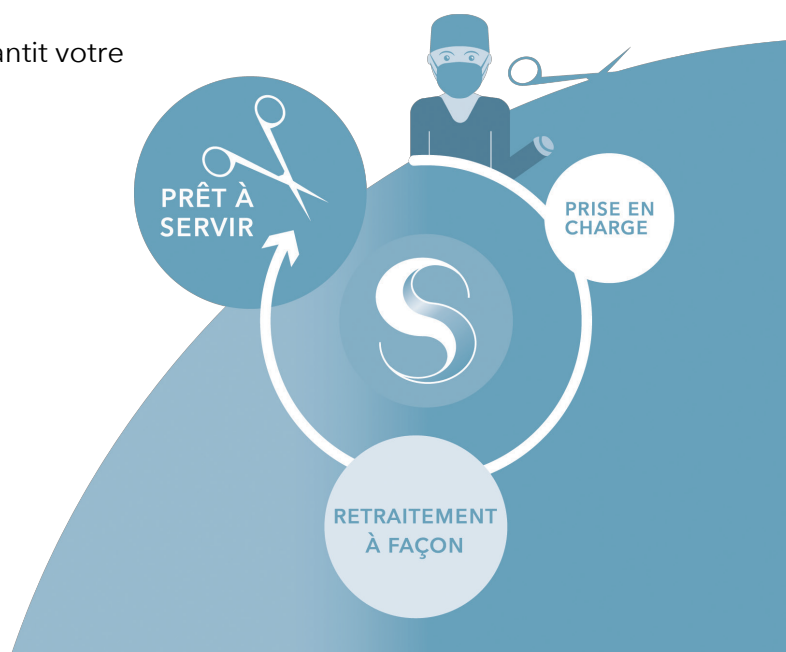 antit votre
PRÊT À
SERVIR
PRISE EN
CHARGE
S
RETRAITEMENT
À FAÇON